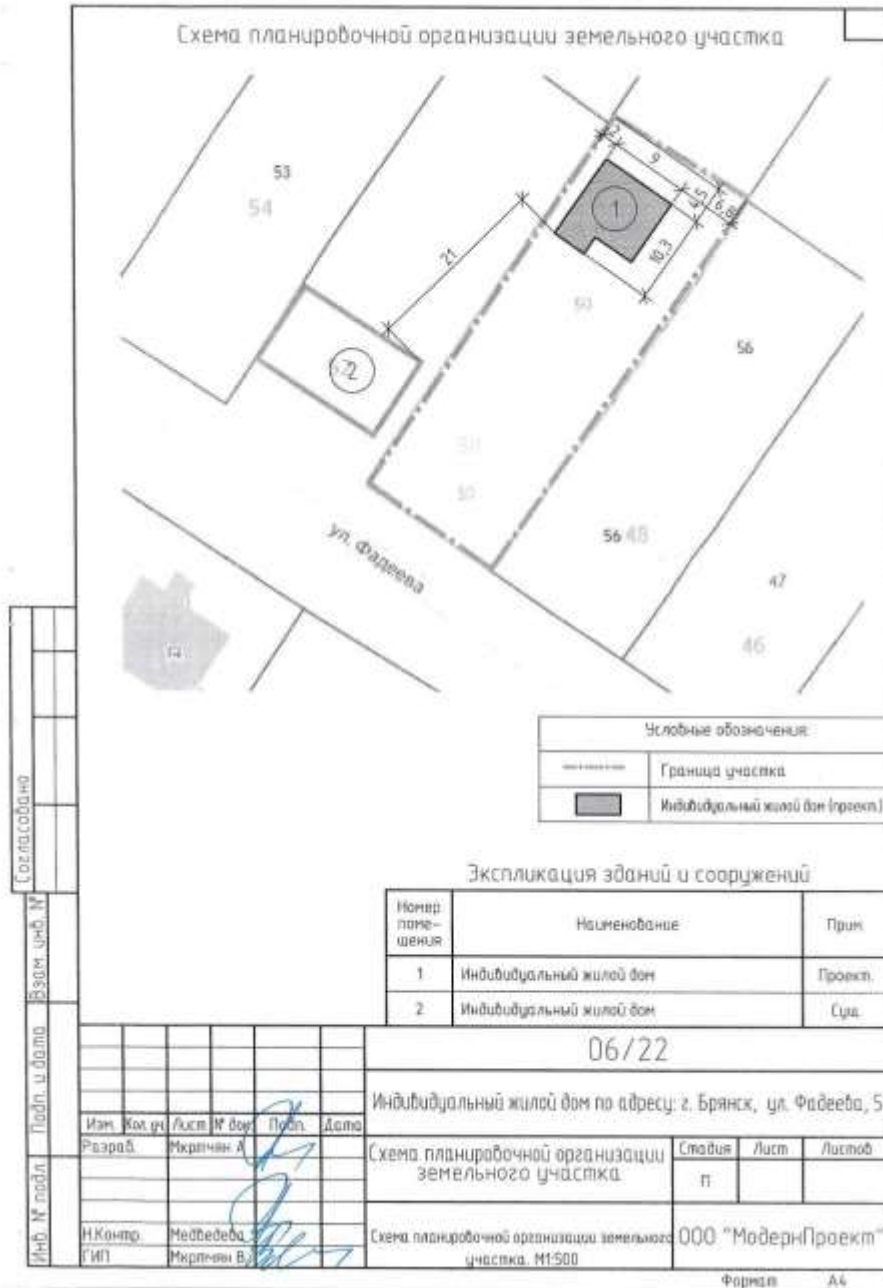 Схема планировочной организации земельного участка
53
54
2
9
1
4,5
6,8
10,3
21
2
50
56
50
50
ул. Фадеева
56 48
47
46
Условные обозначения:
Граница участка
Индивидуальный жилой дом (проект.)
Экспликация зданий и сооружений
Номер поме-щения Наименование Прим.
1 Индивидуальный жилой дом Проект.
2 Индивидуальный жилой дом Сущ.
Согласовано
Взам. инв. №
Подп. и дата
Инв. № подл.
06/22
Индивидуальный жилой дом по адресу: г. Брянск, ул. Фадеева, 5
Изм. Кол.уч Лист № док Подп. Дата
Разраб. Мкртчян А
Схема планировочной организации
земельного участка
Стадия Лист Листов
П
Н.Контр. Медведева
ГИП Мкртчян В
Схема планировочной организации земельного
участка. М1:500
ООО "МодернПроект"
Формат А4